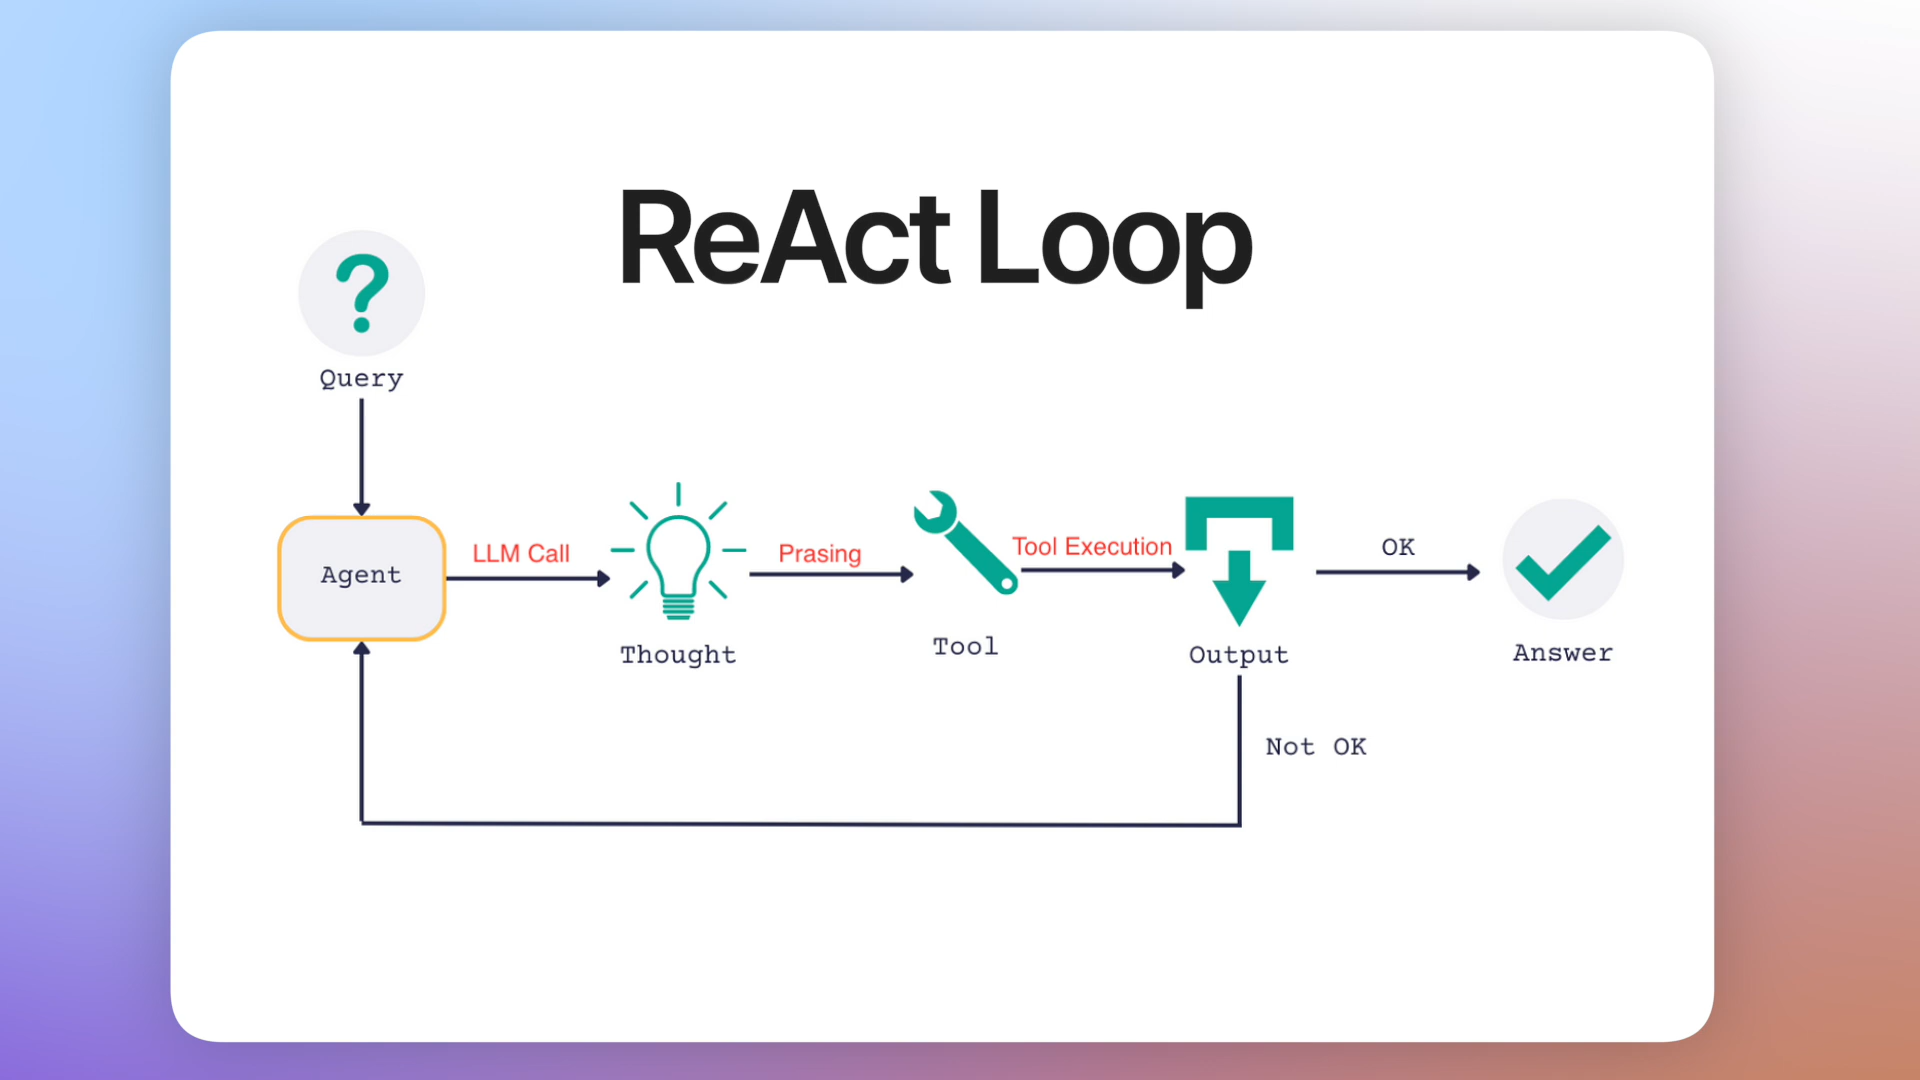 ReAct Loop
?
Query
Agent
LLM Call
Prasing
Tool Execution
OK
Thought
Tool
Output
Answer
Not OK